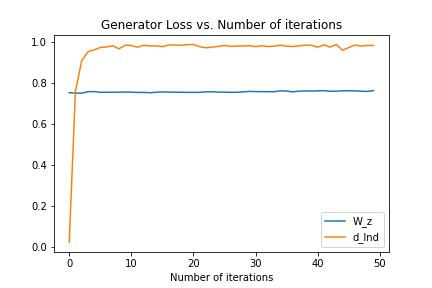 Generator Loss vs. Number of iterations
1.0
0.8
0.6
0.4
0.2
0.0
W_z
d_Ind
0 10 20 30 40 50
Number of iterations